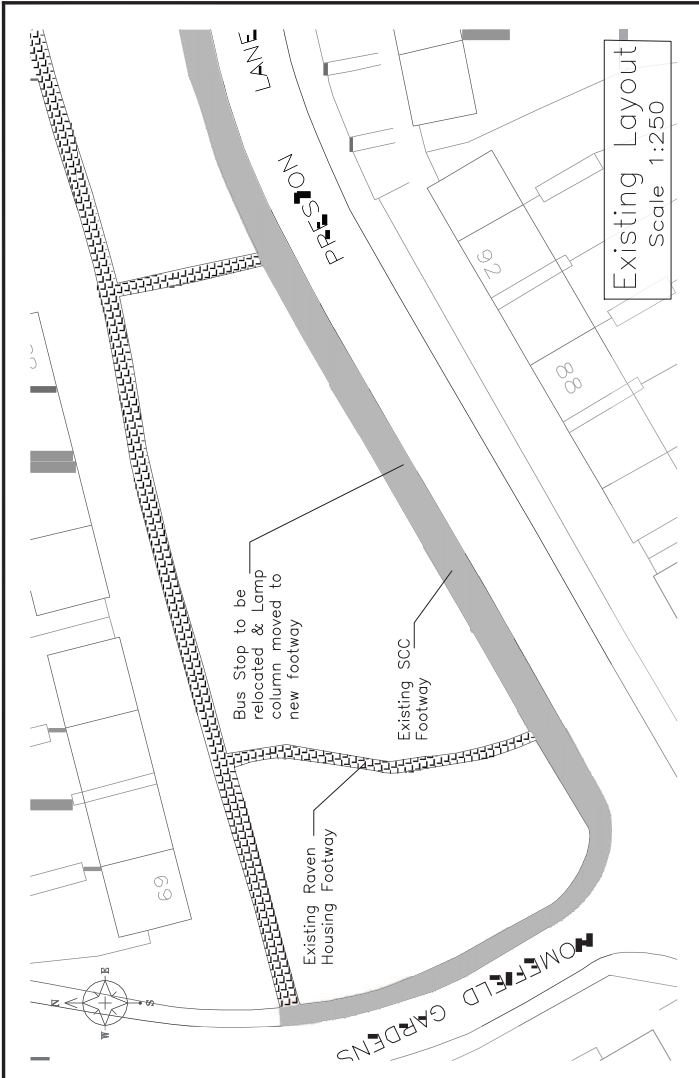 Existing Layout
Scale 1:250
PRESTON LANE
92
88
Bus Stop to be
relocated & Lamp
column moved to
new footway
Existing SCC
Footway
Existing Raven
Housing Footway
69
HOMEFIELD GARDENS
N
E
S
W